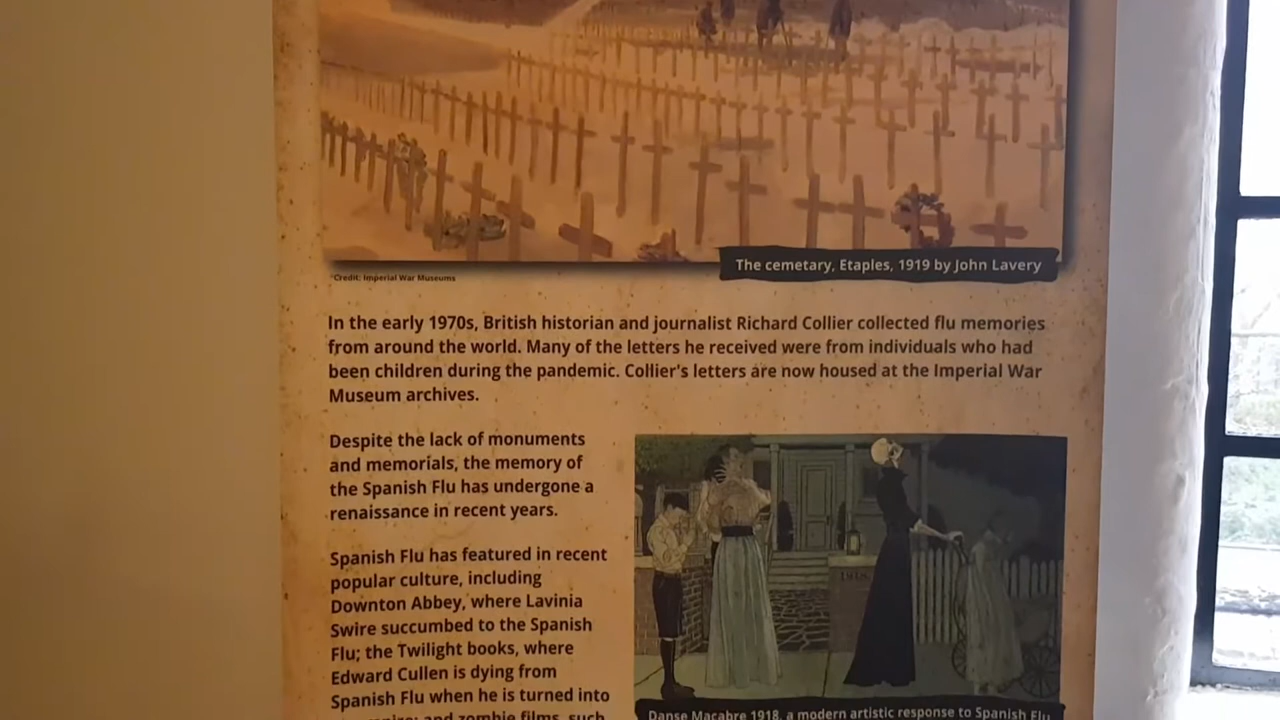 The cemetary, Etaples, 1919 by John Lavery
*Credit: Imperial War Museums
In the early 1970s, British historian and journalist Richard Collier collected flu memories
from around the world. Many of the letters he received were from individuals who had
been children during the pandemic. Collier's letters are now housed at the Imperial War
Museum archives.
Despite the lack of monuments
and memorials, the memory of
the Spanish Flu has undergone a
renaissance in recent years.
Spanish Flu has featured in recent
popular culture, including
Downton Abbey, where Lavinia
Swire succumbed to the Spanish
Flu; the Twilight books, where
Edward Cullen is dying from
Spanish Flu when he is turned into
and zombie films, such
1918
Danse Macabre 1918, a modern artistic response to Spanish Flu